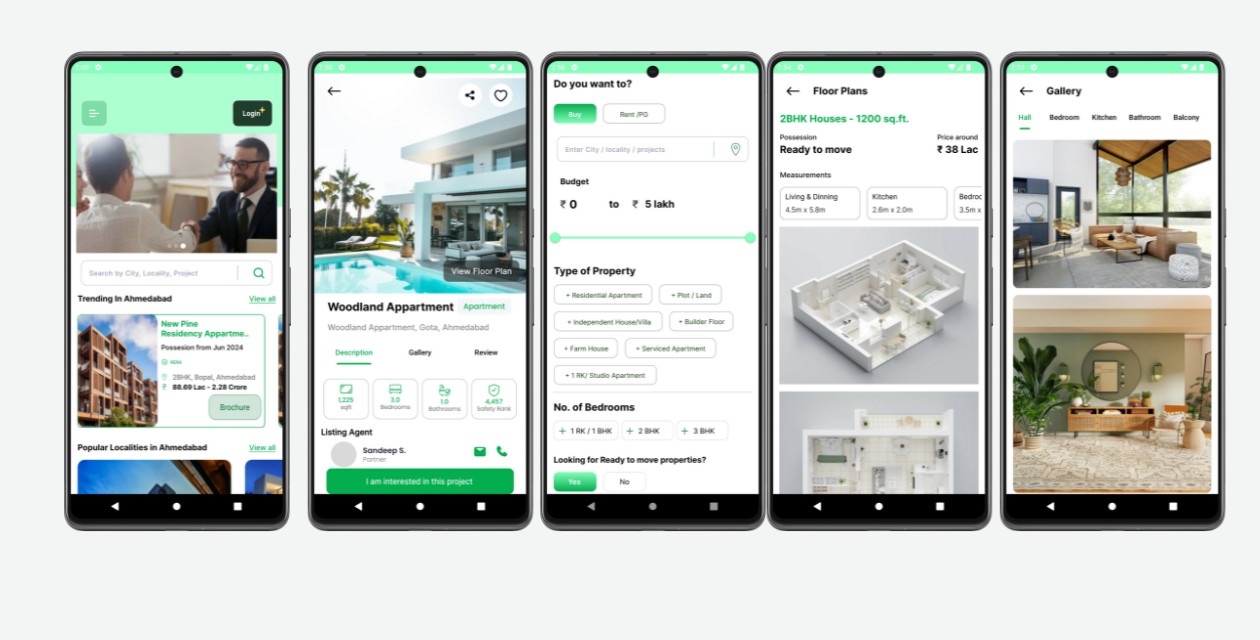 Login
Search by City, Locality, Project
Trending In Ahmedabad
View all
New Pine
Residency Appartme..
Possesion from Jun 2024
2BHK, Bopal, Ahmedabad
₹ 88.69 Lac - 2.28 Crore
Brochure
Popular Localities in Ahmedabad
View all
View Floor Plan
Woodland Appartment
Apartment
Woodland Appartment, Gota, Ahmedabad
Description
Gallery
Review
1,225
sqft
3.0
Bedrooms
1.0
Bathrooms
4,457
Safety Rank
Listing Agent
Sandeep S.
Partner
I am interested in this project
Do you want to?
Buy
Rent /PG
Enter City / locality / projects
Budget
₹ 0 to ₹ 5 lakh
Type of Property
+ Residential Apartment
+ Plot / Land
+ Independent House/Villa
+ Builder Floor
+ Farm House
+ Serviced Apartment
+ 1 RK/ Studio Apartment
No. of Bedrooms
+ 1 RK / 1 BHK
+ 2 BHK
+ 3 BHK
Looking for Ready to move properties?
Yes
No
Floor Plans
2BHK Houses - 1200 sq.ft.
Possession
Price around
Ready to move
₹ 38 Lac
Measurements
Living & Dinning
4.5m x 5.8m
Kitchen
2.6m x 2.0m
Bedroc
3.5m x
Gallery
Hall
Bedroom
Kitchen
Bathroom
Balcony